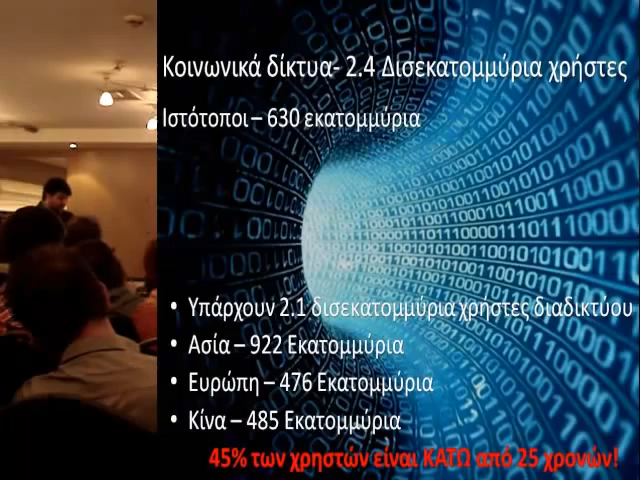 Κοινωνικά δίκτυα- 2.4 Δισεκατομμύρια χρήστες
Ιστότοποι – 630 εκατομμύρια
• Υπάρχουν 2.1 δισεκατομμύρια χρήστες διαδικτύου
• Ασία – 922 Εκατομμύρια
• Ευρώπη – 476 Εκατομμύρια
• Κίνα – 485 Εκατομμύρια
45% των χρηστών είναι ΚΑΤΩ από 25 χρονών!